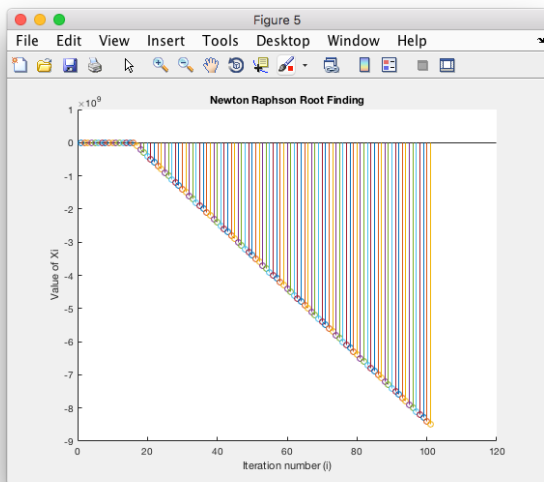 Figure 5
File Edit View Insert Tools Desktop Window Help
Newton Raphson Root Finding
×10⁹
1
0
-1
-2
-3
-4
-5
-6
-7
-8
-9
Value of Xi
0 20 40 60 80 100 120
Iteration number (i)